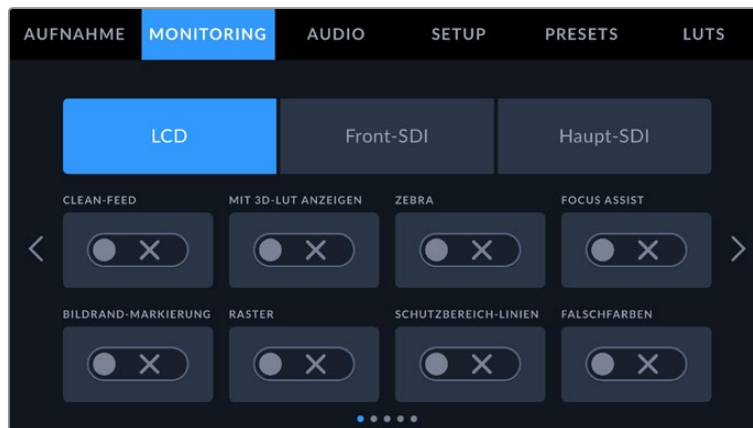 AUFNAHME MONITORING AUDIO SETUP PRESETS LUTS
LCD Front-SDI Haupt-SDI
CLEAN-FEED MIT 3D-LUT ANZEIGEN ZEBRA FOCUS ASSIST
BILDRAND-MARKIERUNG RASTER SCHUTZBEREICH-LINIEN FALSCHFARBEN